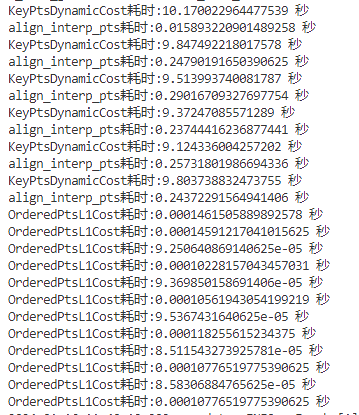 KeyPtsDynamicCost耗时:10.170022964477539 秒
align_interp_pts耗时:0.015893220901489258 秒
KeyPtsDynamicCost耗时:9.847492218017578 秒
align_interp_pts耗时:0.24790191650390625 秒
KeyPtsDynamicCost耗时:9.513993740081787 秒
align_interp_pts耗时:0.29016709327697754 秒
KeyPtsDynamicCost耗时:9.37247085571289 秒
align_interp_pts耗时:0.23744416236877441 秒
KeyPtsDynamicCost耗时:9.124336004257202 秒
align_interp_pts耗时:0.25731801986694336 秒
KeyPtsDynamicCost耗时:9.803738832473755 秒
align_interp_pts耗时:0.24372291564941406 秒
OrderedPtsL1Cost耗时:0.0001461505889892578 秒
OrderedPtsL1Cost耗时:0.00014591217041015625 秒
OrderedPtsL1Cost耗时:9.250640869140625e-05 秒
OrderedPtsL1Cost耗时:0.00010228157043457031 秒
OrderedPtsL1Cost耗时:9.369850158691406e-05 秒
OrderedPtsL1Cost耗时:0.00010561943054199219 秒
OrderedPtsL1Cost耗时:9.5367431640625e-05 秒
OrderedPtsL1Cost耗时:0.000118255615234375 秒
OrderedPtsL1Cost耗时:8.511543273925781e-05 秒
OrderedPtsL1Cost耗时:0.00010776519775390625 秒
OrderedPtsL1Cost耗时:8.58306884765625e-05 秒
OrderedPtsL1Cost耗时:0.00010776519775390625 秒